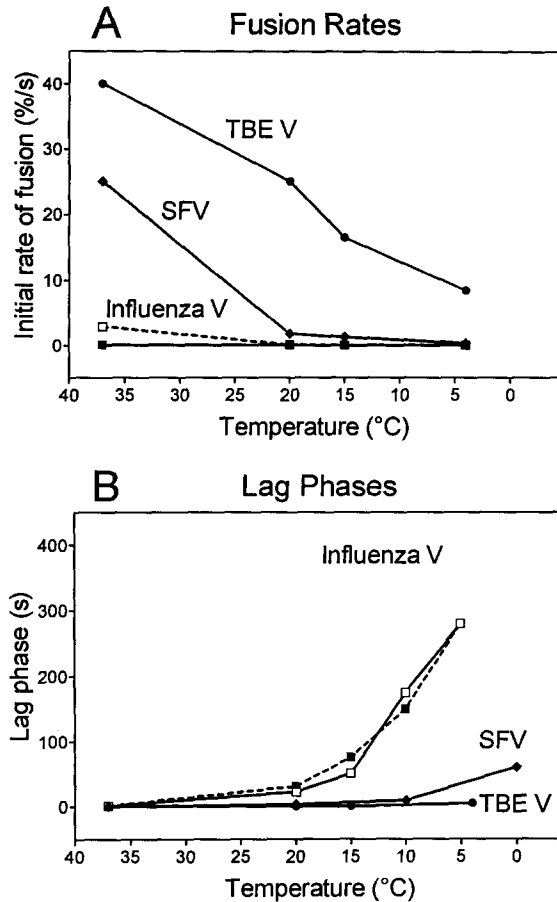 A Fusion Rates
Initial rate of fusion (%/s)
40
30
20
10
0
TBE V
SFV
Influenza V
40 35 30 25 20 15 10 5 0
Temperature (°C)
B Lag Phases
Lag phase (s)
400
300
200
100
0
Influenza V
SFV
TBE V
40 35 30 25 20 15 10 5 0
Temperature (°C)